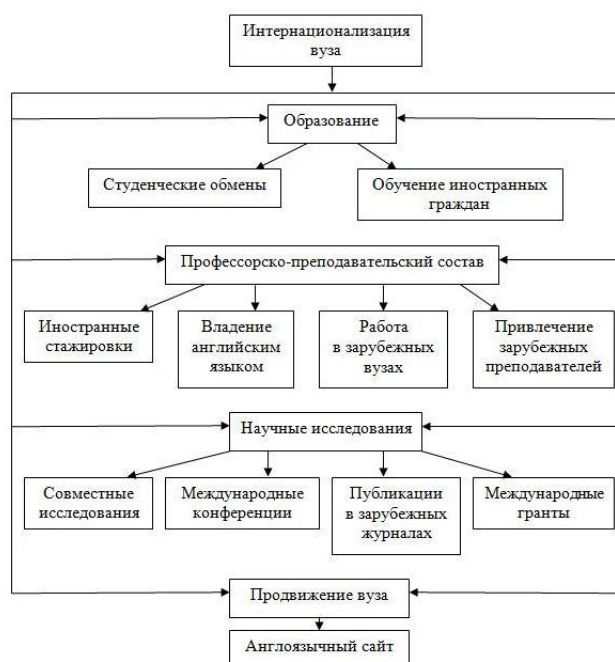 Интернационализация
вуза
Образование
Студенческие обмены
Обучение иностранных
граждан
Профессорско-преподавательский состав
Иностранные
стажировки
Владение
английским
языком
Работа
в зарубежных
вузах
Привлечение
зарубежных
преподавателей
Научные исследования
Совместные
исследования
Международные
конференции
Публикации
в зарубежных
журналах
Международные
гранты
Продвижение вуза
Англоязычный сайт